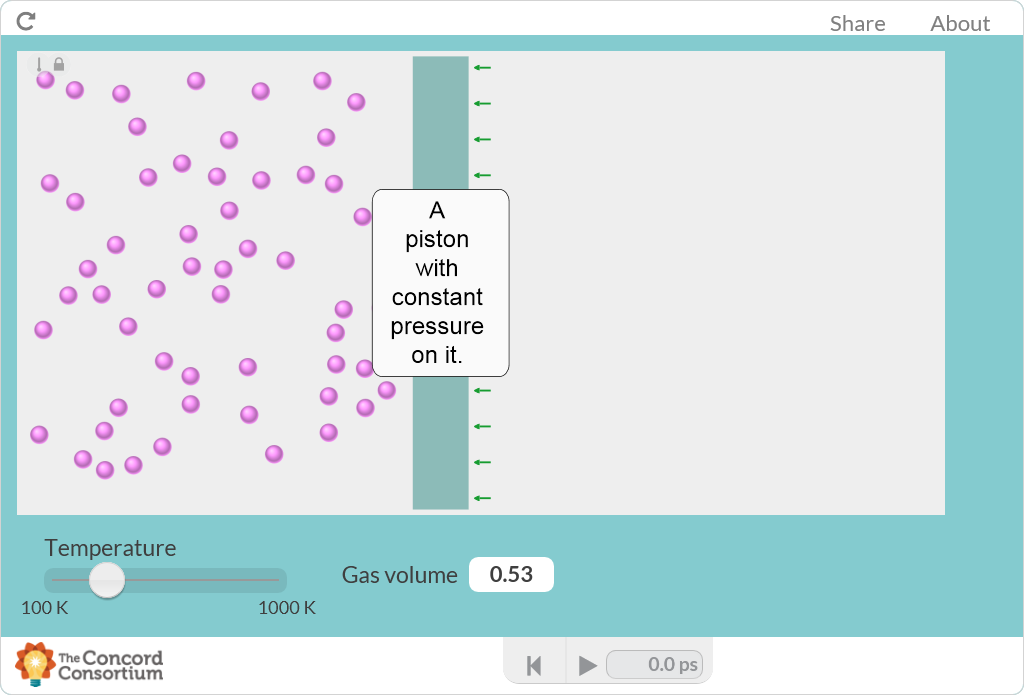 Share About
A
piston
with
constant
pressure
on it.
Temperature
100 K 1000 K
Gas volume 0.53
The Concord
Consortium
0.0 ps